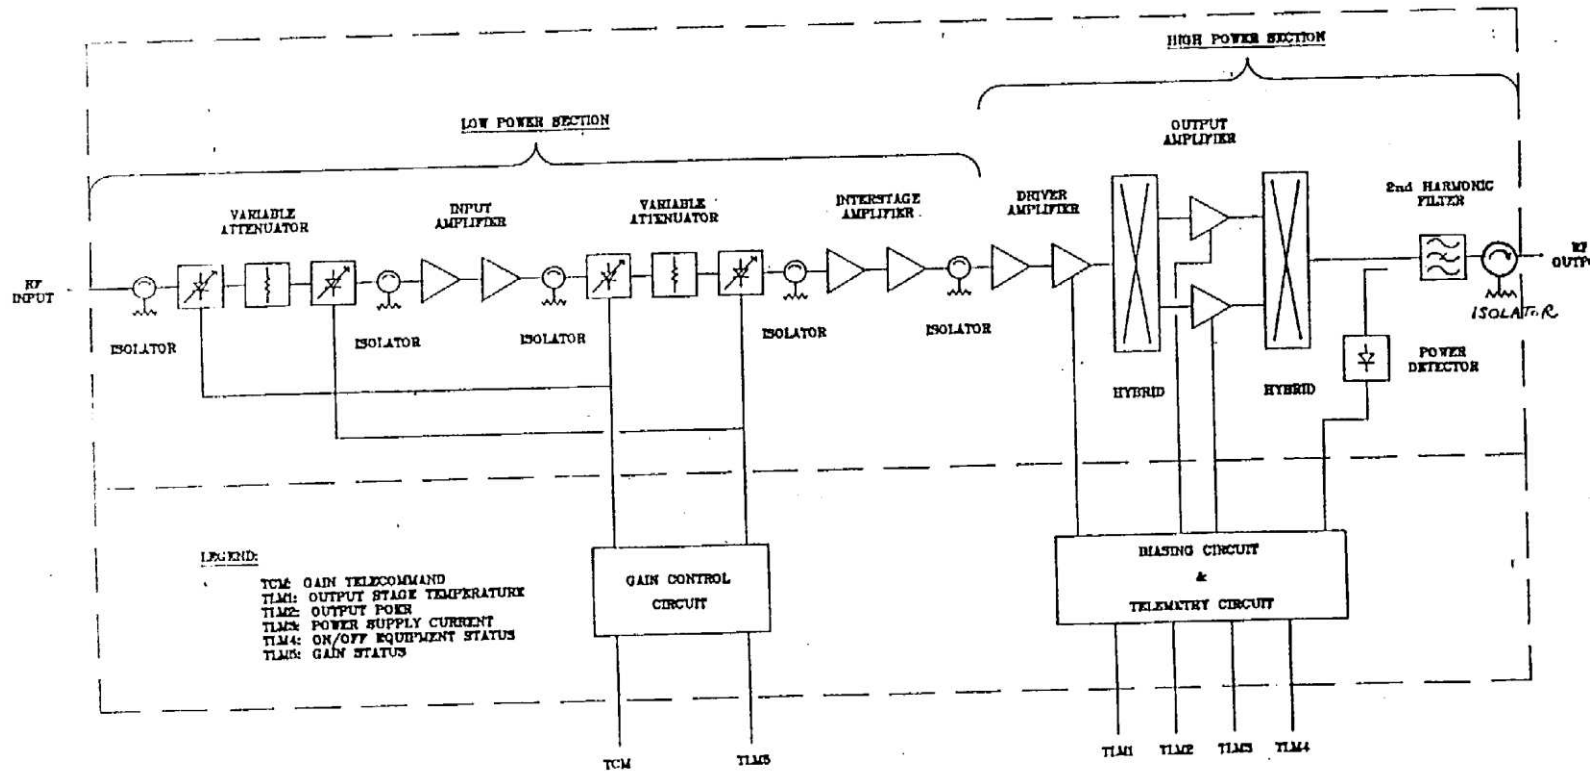 HIGH POWER SECTION
LOW POWER SECTION
OUTPUT
AMPLIFIER
VARIABLE
ATTENUATOR
INPUT
AMPLIFIER
VARIABLE
ATTENUATOR
INTERSTAGE
AMPLIFIER
DRIVER
AMPLIFIER
2nd HARMONIC
FILTER
RF
INPUT
RF
OUTPUT
ISOLATOR
ISOLATOR
ISOLATOR
ISOLATOR
ISOLATOR
ISOLATOR
HYBRID
HYBRID
POWER
DETECTOR
LEGEND:
TCM: GAIN TELECOMMAND
TLM1: OUTPUT STAGE TEMPERATURE
TLM2: OUTPUT POER
TLM3: POWER SUPPLY CURRENT
TLM4: ON/OFF EQUIPMENT STATUS
TLM5: GAIN STATUS
GAIN CONTROL
CIRCUIT
BIASING CIRCUIT
&
TELEMETRY CIRCUIT
TCM
TLM5
TLM1
TLM2
TLM3
TLM4